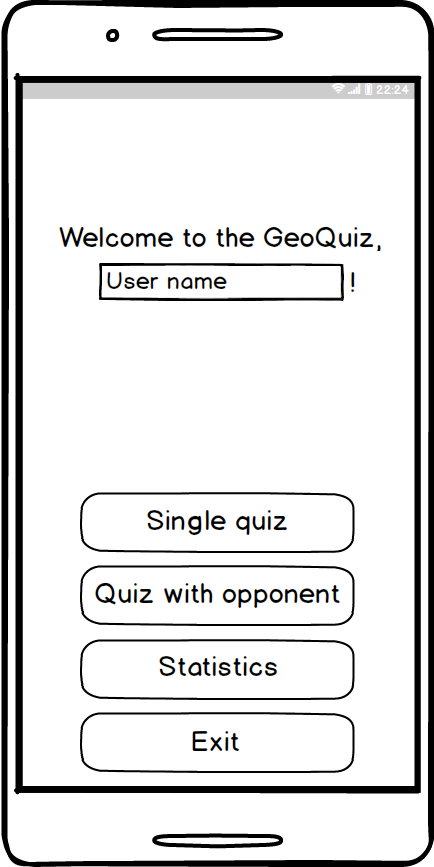 22:24
Welcome to the GeoQuiz,
User name !
Single quiz
Quiz with opponent
Statistics
Exit